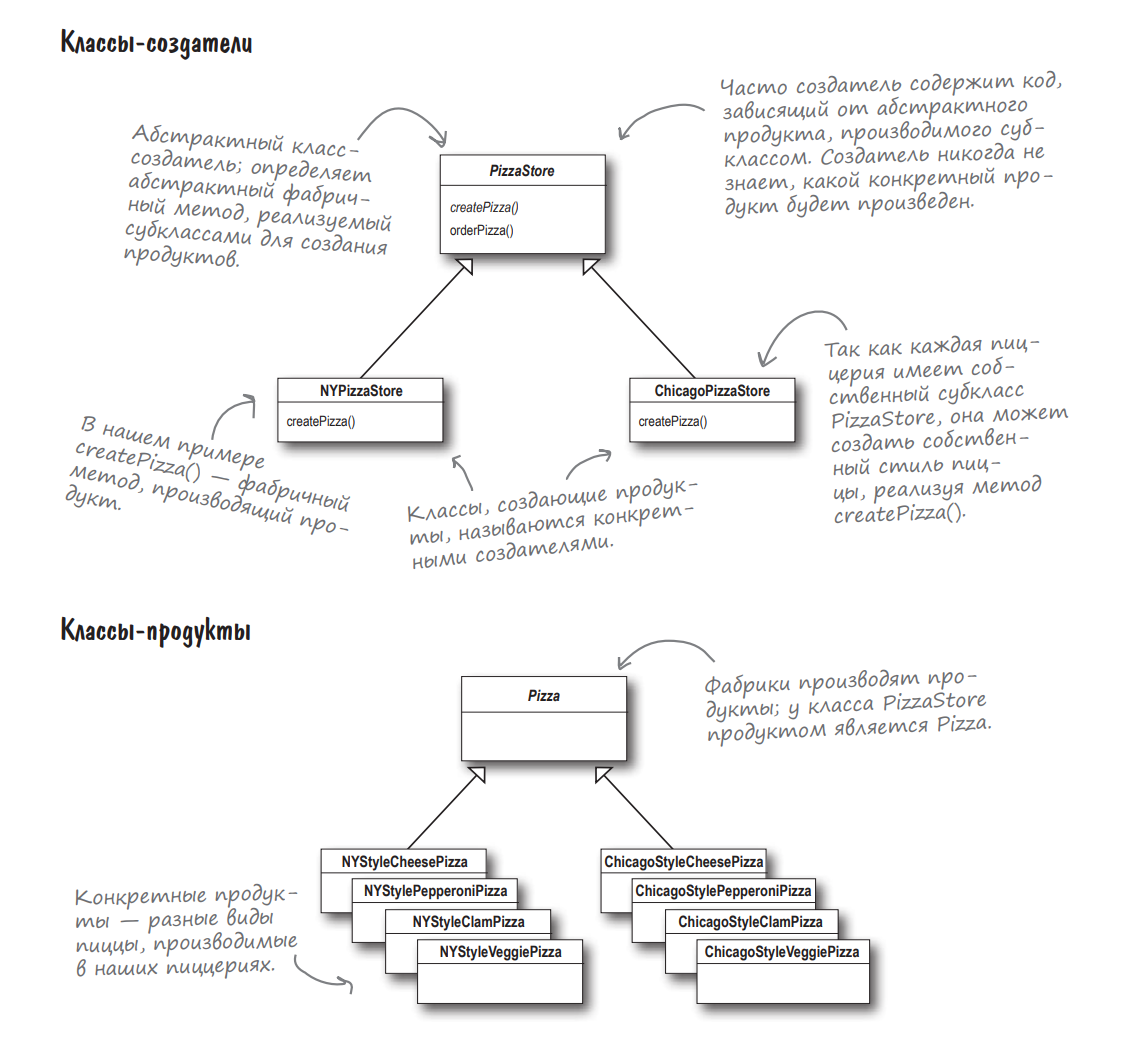 Классы-создатели
Абстрактный класс-
создатель; определяет
абстрактный фабрич-
ный метод, реализуемый
субклассами для создания
продуктов.
PizzaStore
createPizza()
orderPizza()
Часто создатель содержит код,
зависящий от абстрактного
продукта, производимого суб-
классом. Создатель никогда не
знает, какой конкретный про-
дукт будет произведен.
NYPizzaStore
createPizza()
ChicagoPizzaStore
createPizza()
Так как каждая пиц-
церия имеет соб-
ственный субкласс
PizzaStore, она может
создать собствен-
ный стиль пиц-
цы, реализуя метод
createPizza().
В нашем примере
createPizza() — фабричный
метод, производящий про-
дукт.
Классы, создающие продук-
ты, называются конкрет-
ными создателями.
Классы-продукты
Pizza
Фабрики производят про-
дукты; у класса PizzaStore
продуктом является Pizza.
NYStyleCheesePizza
NYStylePepperoniPizza
NYStyleClamPizza
NYStyleVeggiePizza
ChicagoStyleCheesePizza
ChicagoStylePepperoniPizza
ChicagoStyleClamPizza
ChicagoStyleVeggiePizza
Конкретные продук-
ты — разные виды
пиццы, производимые
в наших пиццериях.